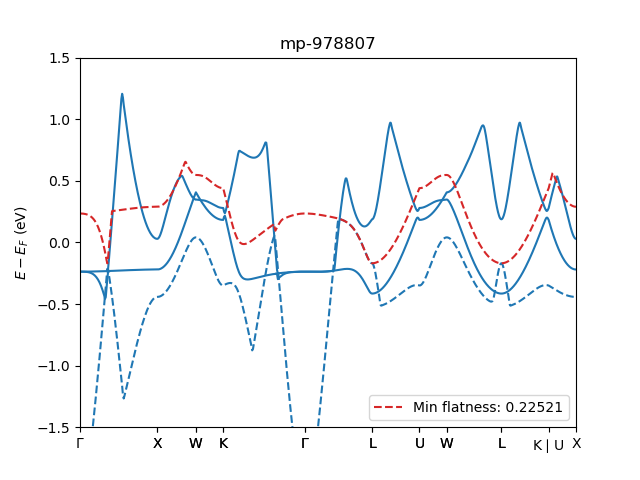 mp-978807
E − E_F (eV)
1.5
1.0
0.5
0.0
−0.5
−1.0
−1.5
Min flatness: 0.22521
Γ X W K Γ L U W L K | U X